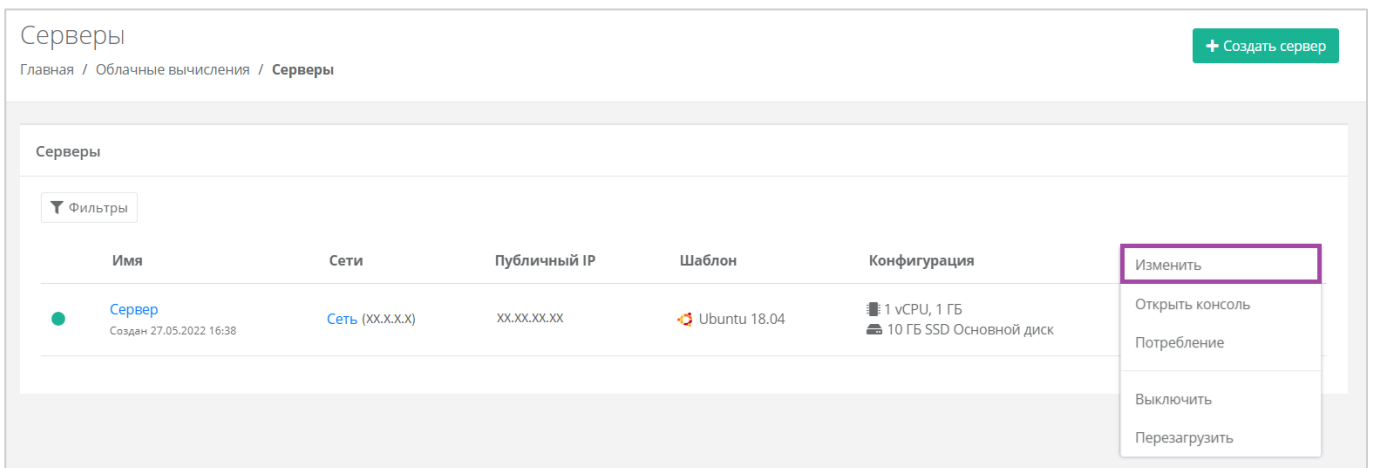 Серверы
+ Создать сервер
Главная / Облачные вычисления / Серверы
Серверы
Фильтры
Имя Сети Публичный IP Шаблон Конфигурация
Изменить
Сервер
Создан 27.05.2022 16:38
Сеть (XX.X.X.X)
XX.XX.XX.XX
Ubuntu 18.04
1 vCPU, 1 ГБ
10 ГБ SSD Основной диск
Открыть консоль
Потребление
Выключить
Перезагрузить